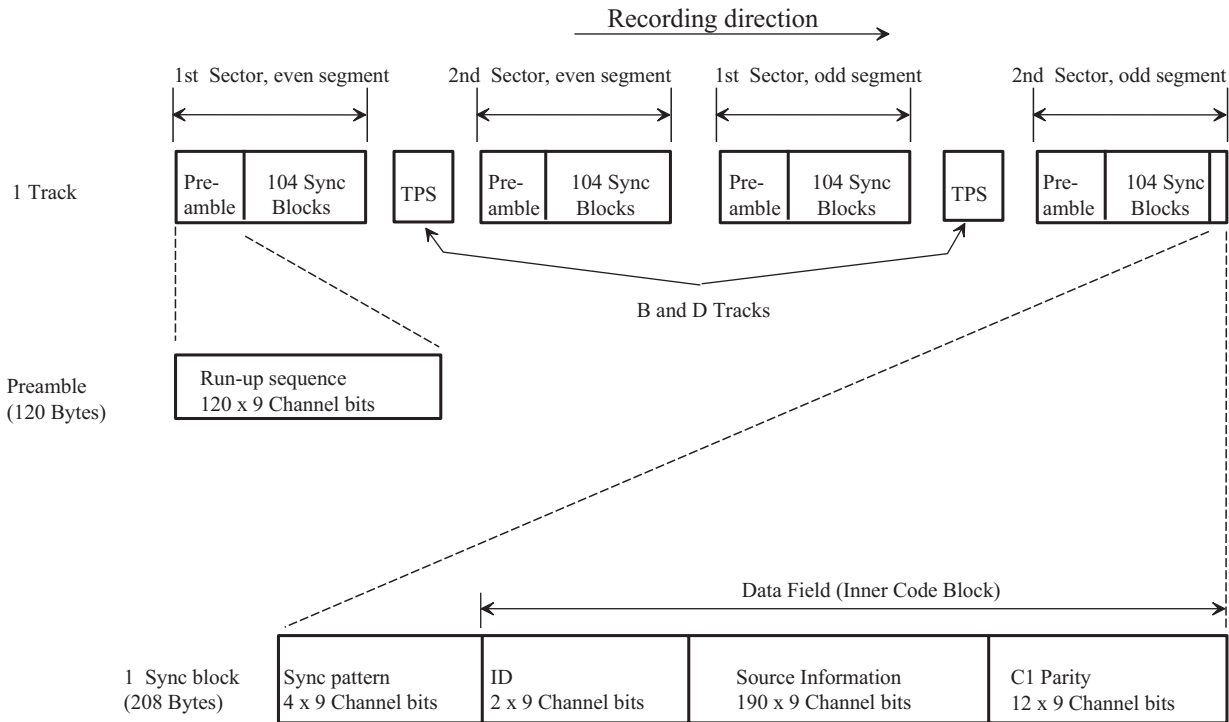 Recording direction
1st Sector, even segment
2nd Sector, even segment
1st Sector, odd segment
2nd Sector, odd segment
1 Track
Pre-
amble
104 Sync
Blocks
TPS
Pre-
amble
104 Sync
Blocks
Pre-
amble
104 Sync
Blocks
TPS
Pre-
amble
104 Sync
Blocks
B and D Tracks
Preamble
(120 Bytes)
Run-up sequence
120 x 9 Channel bits
Data Field (Inner Code Block)
1 Sync block
(208 Bytes)
Sync pattern
4 x 9 Channel bits
ID
2 x 9 Channel bits
Source Information
190 x 9 Channel bits
C1 Parity
12 x 9 Channel bits